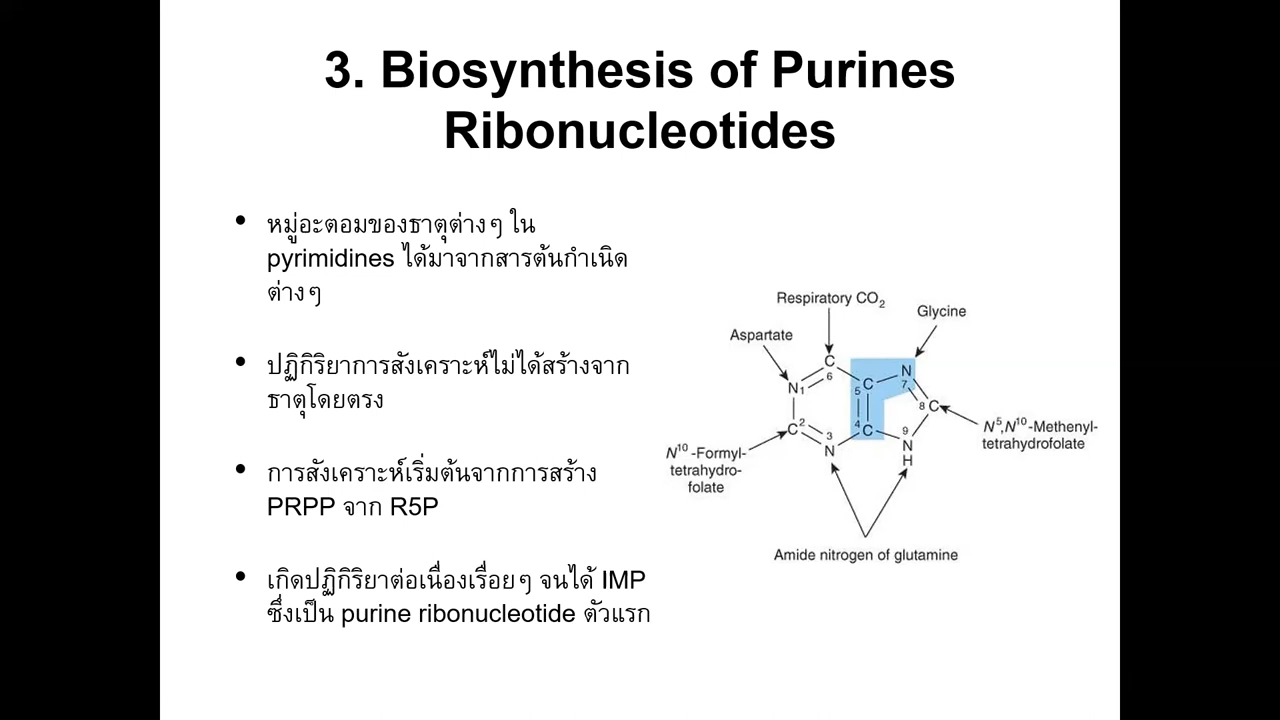 3. Biosynthesis of Purines
Ribonucleotides
• หมู่อะตอมของธาตุต่างๆ ใน
pyrimidines ได้มาจากสารต้นกำเนิด
ต่างๆ
• ปฏิกิริยาการสังเคราะห์ไม่ได้สร้างจาก
ธาตุโดยตรง
• การสังเคราะห์เริ่มต้นจากการสร้าง
PRPP จาก R5P
• เกิดปฏิกิริยาต่อเนื่องเรื่อยๆ จนได้ IMP
ซึ่งเป็น purine ribonucleotide ตัวแรก
Respiratory CO2
Glycine
Aspartate
C
6
N
7
N1
5 C
8 C
C 2
3
4 C
9
N
N
H
N5,N10-Methenyl-
tetrahydrofolate
N10-Formyl-
tetrahydro-
folate
Amide nitrogen of glutamine